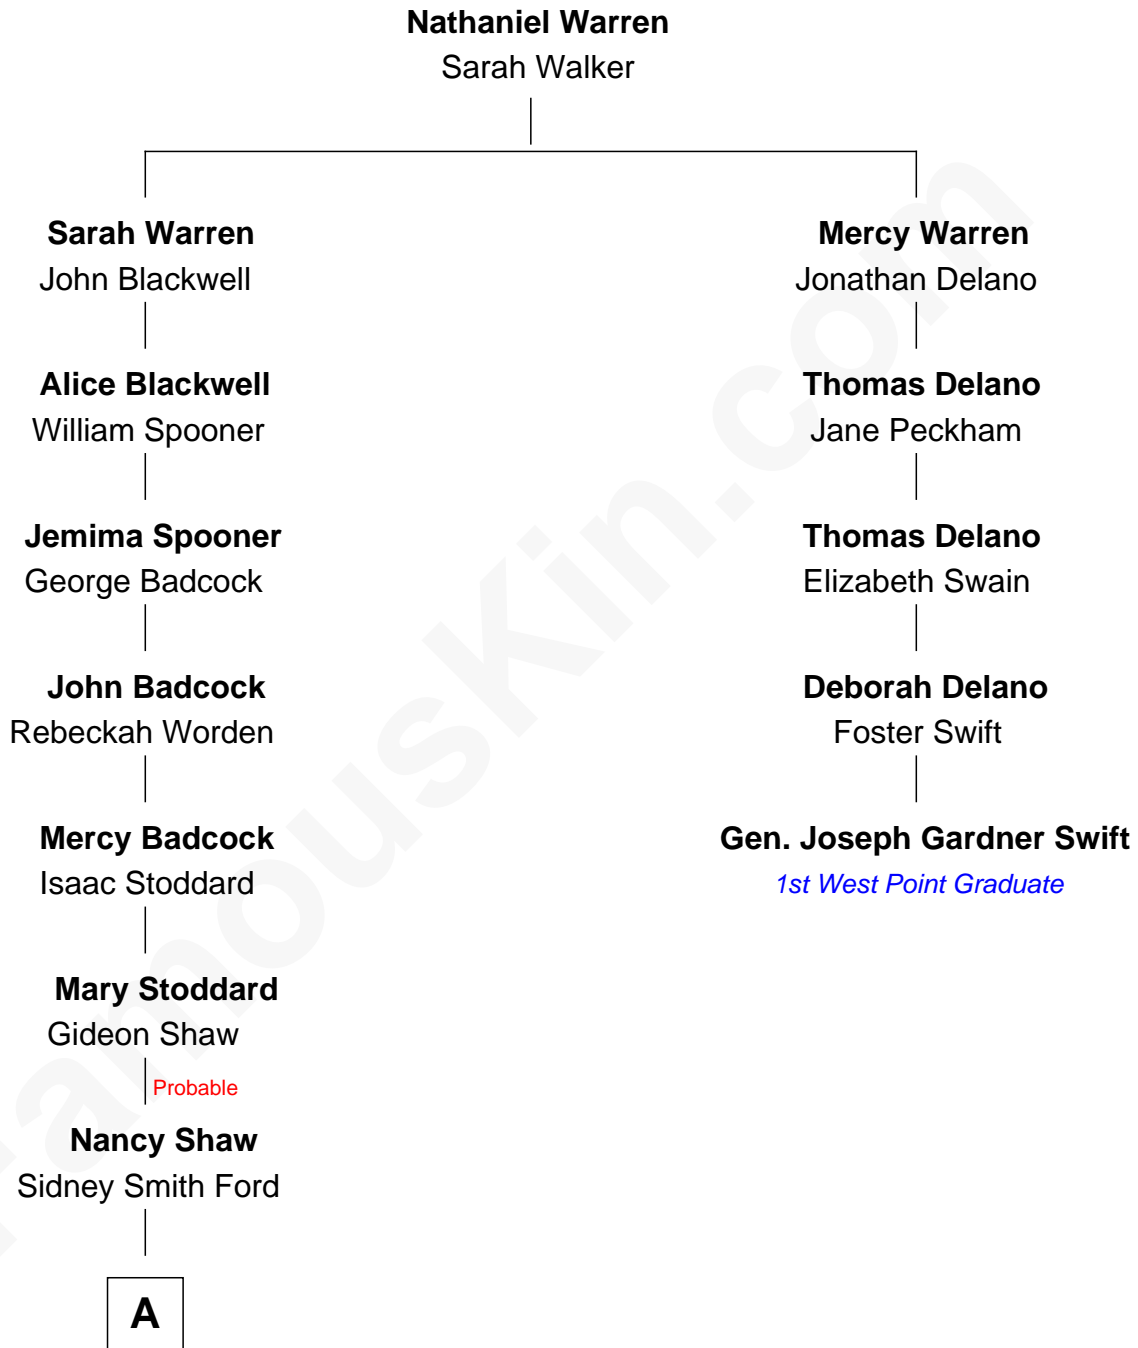 Nathaniel Warren
Sarah Walker
Sarah Warren
John Blackwell
Mercy Warren
Jonathan Delano
Alice Blackwell
William Spooner
Thomas Delano
Jane Peckham
Jemima Spooner
George Badcock
Thomas Delano
Elizabeth Swain
John Badcock
Rebeckah Worden
Deborah Delano
Foster Swift
Mercy Badcock
Isaac Stoddard
Gen. Joseph Gardner Swift
1st West Point Graduate
Mary Stoddard
Gideon Shaw
Probable
Nancy Shaw
Sidney Smith Ford
A
FamousKin.com